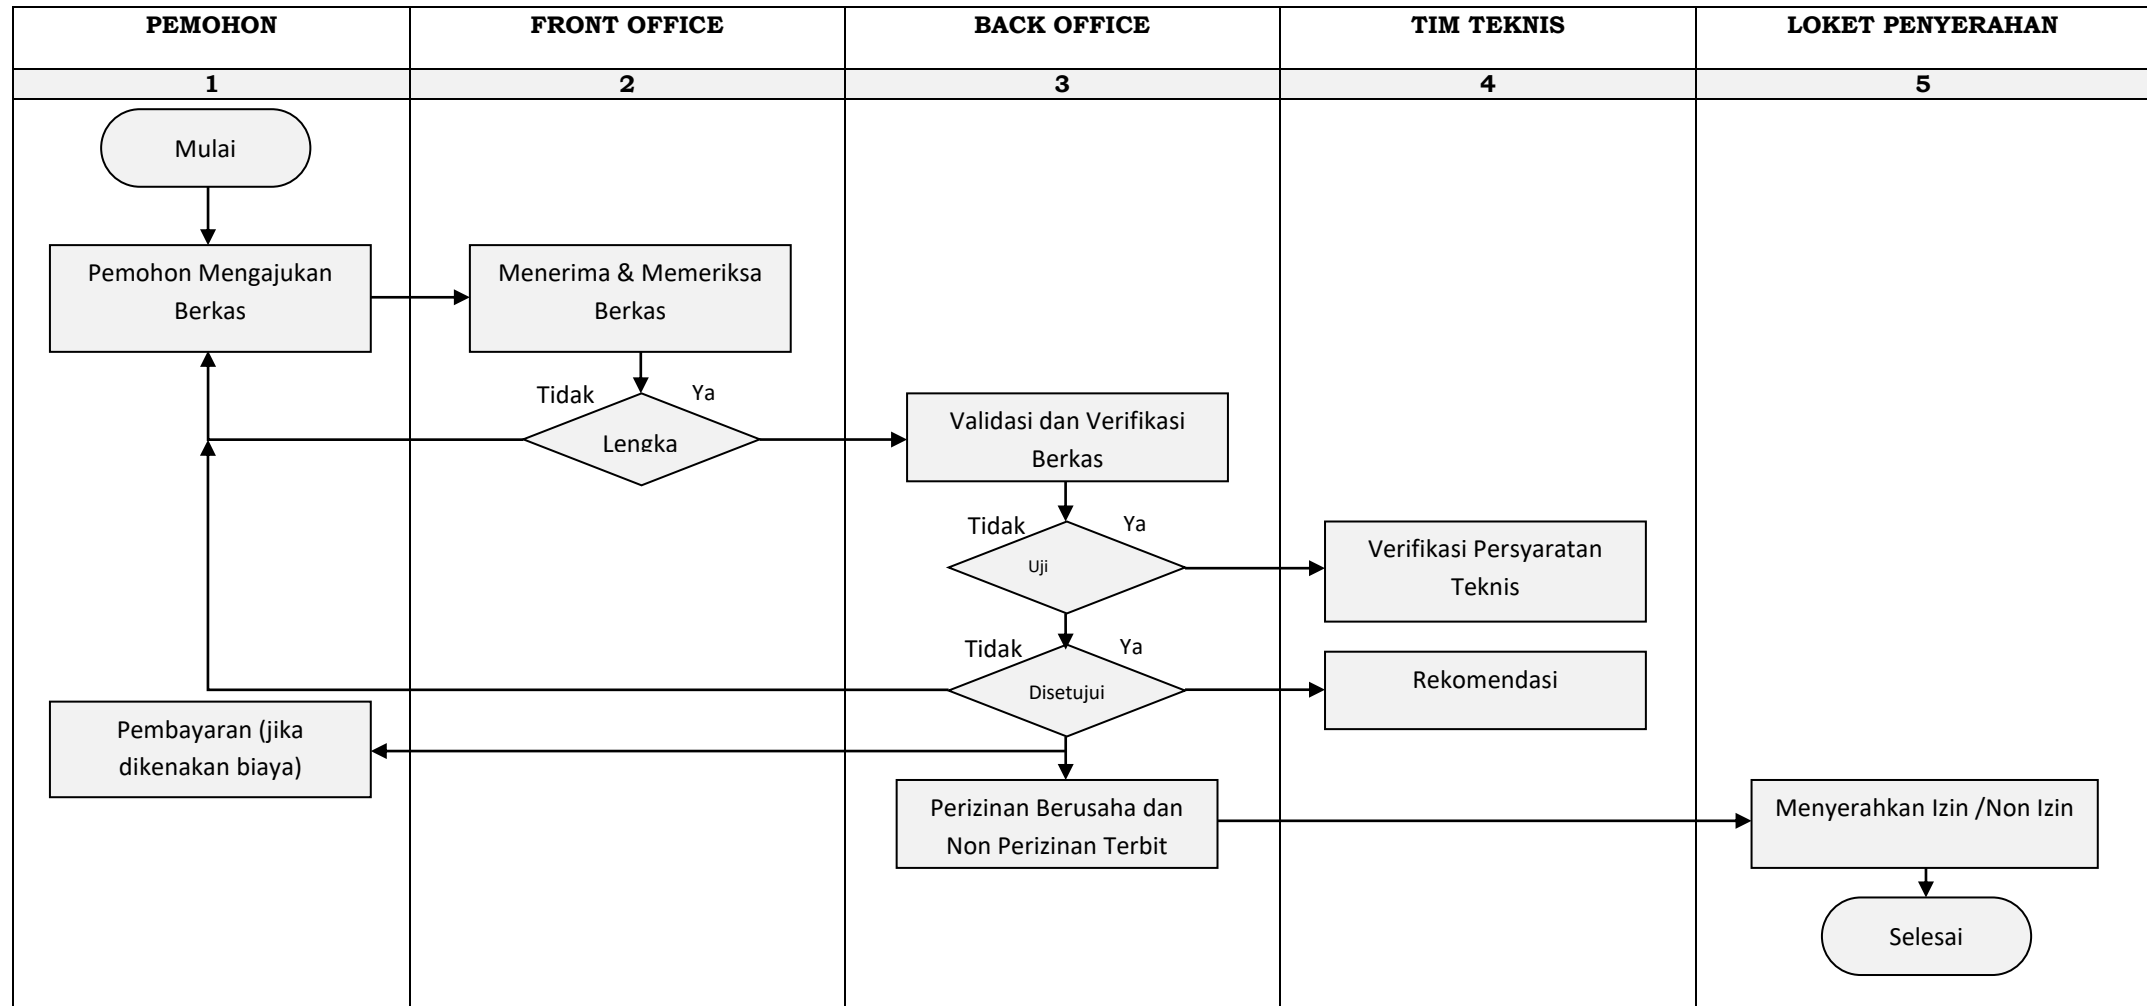 PEMOHON
FRONT OFFICE
BACK OFFICE
TIM TEKNIS
LOKET PENYERAHAN
1
2
3
4
5
Mulai
Pemohon Mengajukan
Berkas
Menerima & Memeriksa
Berkas
Tidak
Ya
Lengka
Validasi dan Verifikasi
Berkas
Tidak
Ya
Uji
Verifikasi Persyaratan
Teknis
Tidak
Ya
Disetujui
Rekomendasi
Pembayaran (jika
dikenakan biaya)
Perizinan Berusaha dan
Non Perizinan Terbit
Menyerahkan Izin /Non Izin
Selesai